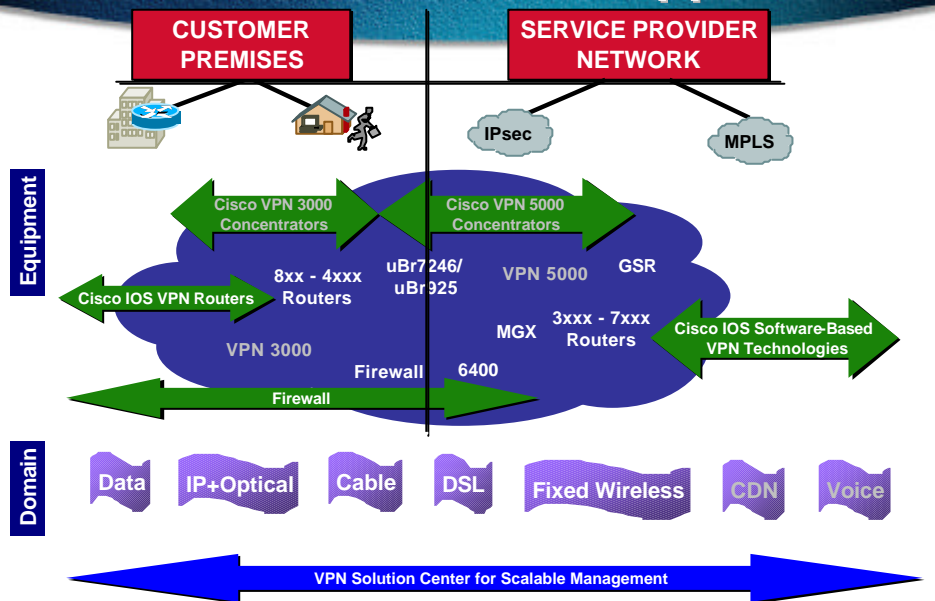 CUSTOMER
PREMISES
SERVICE PROVIDER
NETWORK
IPsec
MPLS
Equipment
Cisco VPN 3000
Concentrators
Cisco VPN 5000
Concentrators
8xx - 4xxx
Routers
uBr7246/
uBr925
VPN 5000
GSR
Cisco IOS VPN Routers
MGX
3xxx - 7xxx
Routers
Cisco IOS Software-Based
VPN Technologies
VPN 3000
Firewall
6400
Firewall
Domain
Data
IP+Optical
Cable
DSL
Fixed Wireless
CDN
Voice
VPN Solution Center for Scalable Management